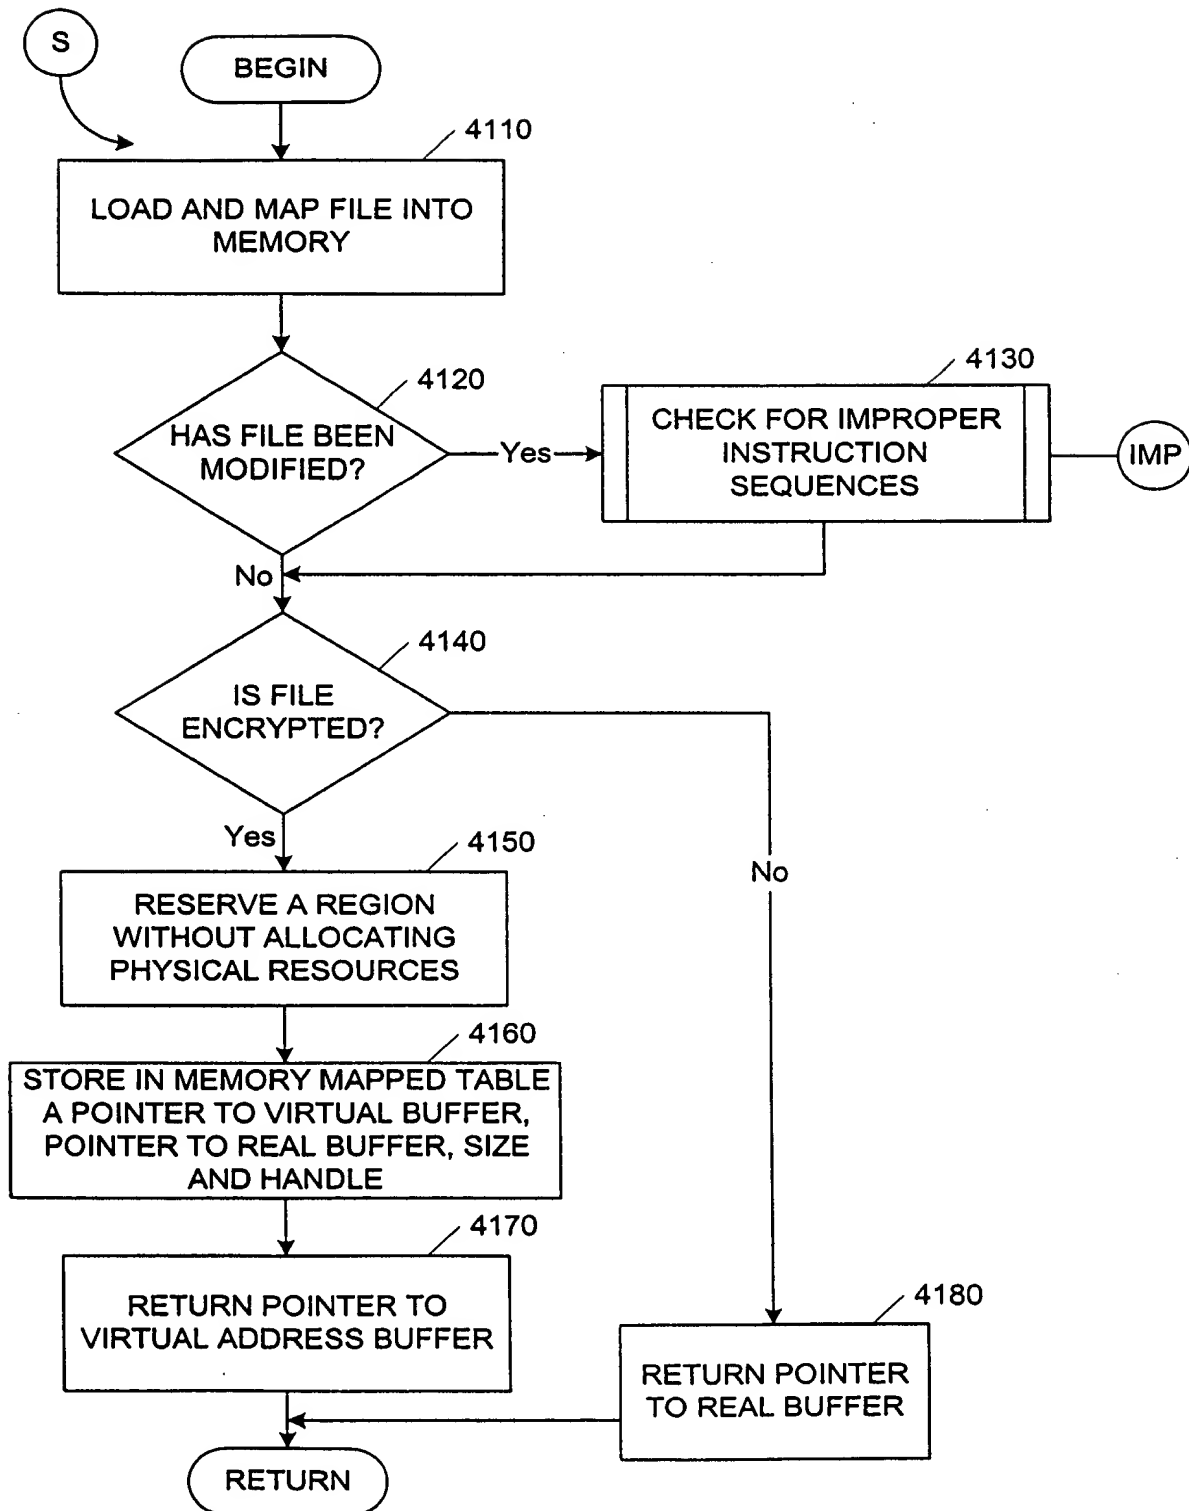 S
BEGIN
4110
LOAD AND MAP FILE INTO
MEMORY
4120
HAS FILE BEEN
MODIFIED?
Yes
4130
CHECK FOR IMPROPER
INSTRUCTION
SEQUENCES
IMP
No
4140
IS FILE
ENCRYPTED?
Yes
No
4150
RESERVE A REGION
WITHOUT ALLOCATING
PHYSICAL RESOURCES
4160
STORE IN MEMORY MAPPED TABLE
A POINTER TO VIRTUAL BUFFER,
POINTER TO REAL BUFFER, SIZE
AND HANDLE
4170
RETURN POINTER TO
VIRTUAL ADDRESS BUFFER
4180
RETURN POINTER
TO REAL BUFFER
RETURN